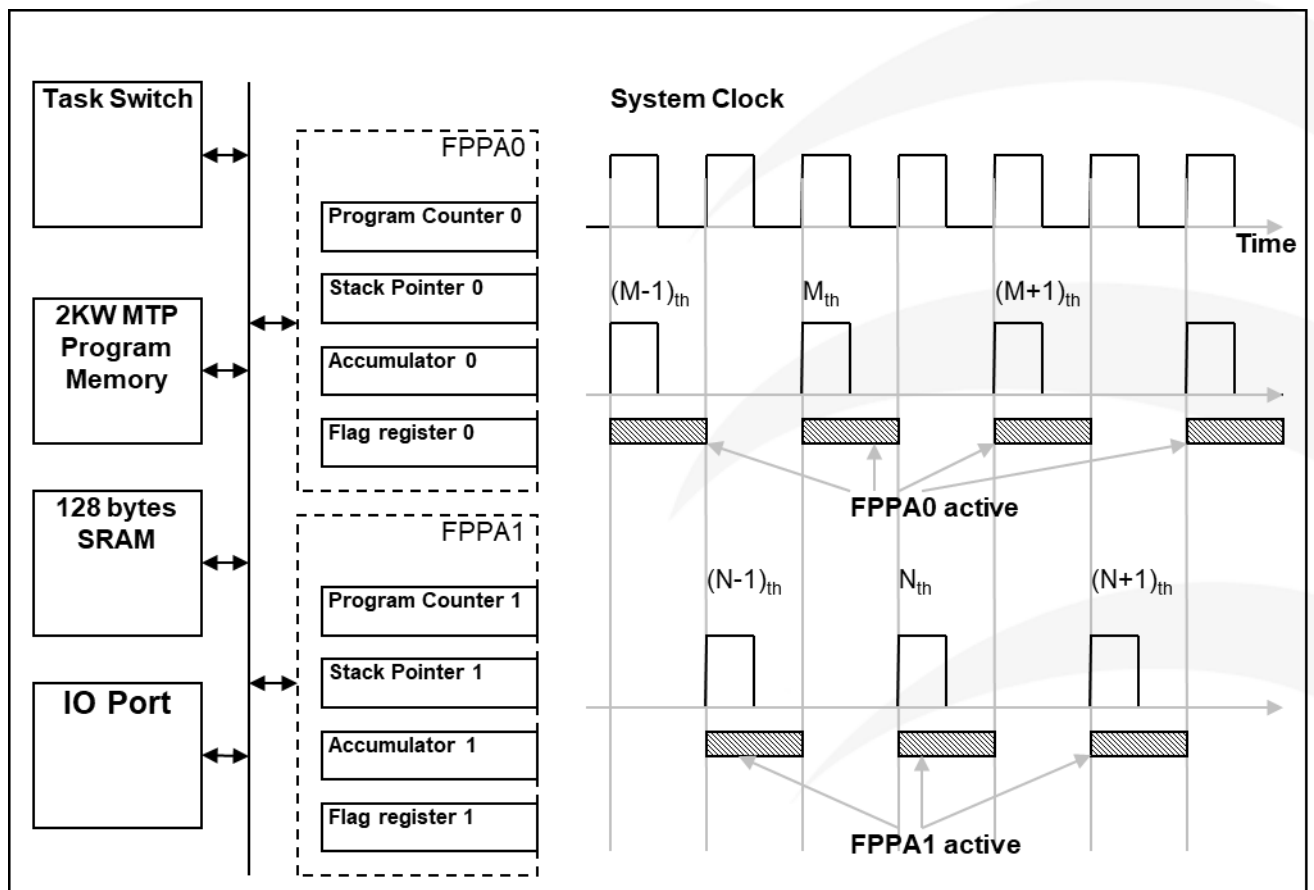 Task Switch
2KW MTP
Program
Memory
128 bytes
SRAM
IO Port
FPPA0
Program Counter 0
Stack Pointer 0
Accumulator 0
Flag register 0
FPPA1
Program Counter 1
Stack Pointer 1
Accumulator 1
Flag register 1
System Clock
Time
(M-1)th Mth (M+1)th
FPPA0 active
(N-1)th Nth (N+1)th
FPPA1 active